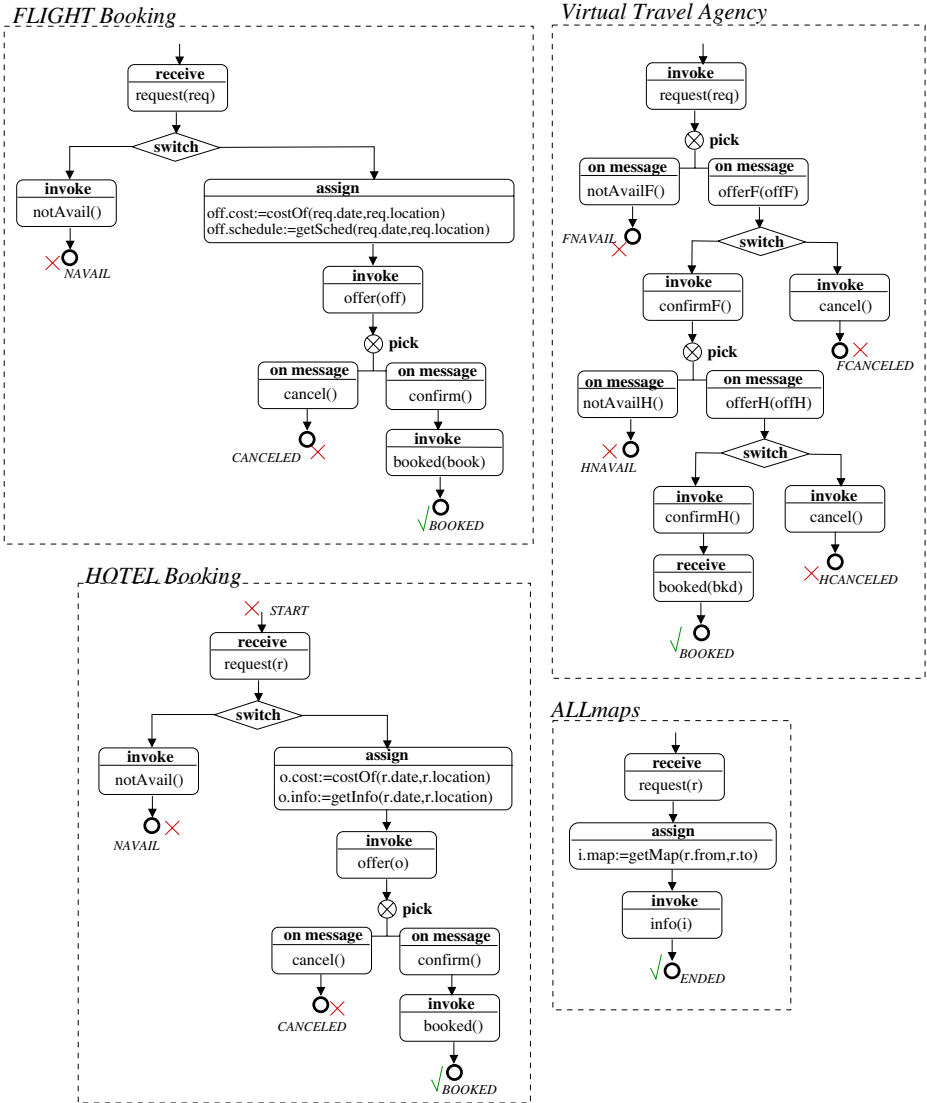 FLIGHT Booking
receive
request(req)
switch
invoke
notAvail()
NAVAIL
assign
off.cost:=costOf(req.date,req.location)
off.schedule:=getSched(req.date,req.location)
invoke
offer(off)
pick
on message
cancel()
CANCELED
on message
confirm()
invoke
booked(book)
BOOKED
Virtual Travel Agency
invoke
request(req)
pick
on message
notAvailF()
FNAVAIL
on message
offerF(offF)
switch
invoke
confirmF()
invoke
cancel()
FCANCELED
pick
on message
notAvailH()
HNAVAIL
on message
offerH(offH)
switch
invoke
confirmH()
invoke
cancel()
HCANCELED
receive
booked(bkd)
BOOKED
HOTEL Booking
START
receive
request(r)
switch
invoke
notAvail()
NAVAIL
assign
o.cost:=costOf(r.date,r.location)
o.info:=getInfo(r.date,r.location)
invoke
offer(o)
pick
on message
cancel()
CANCELED
on message
confirm()
invoke
booked()
BOOKED
ALLmaps
receive
request(r)
assign
i.map:=getMap(r.from,r.to)
invoke
info(i)
ENDED